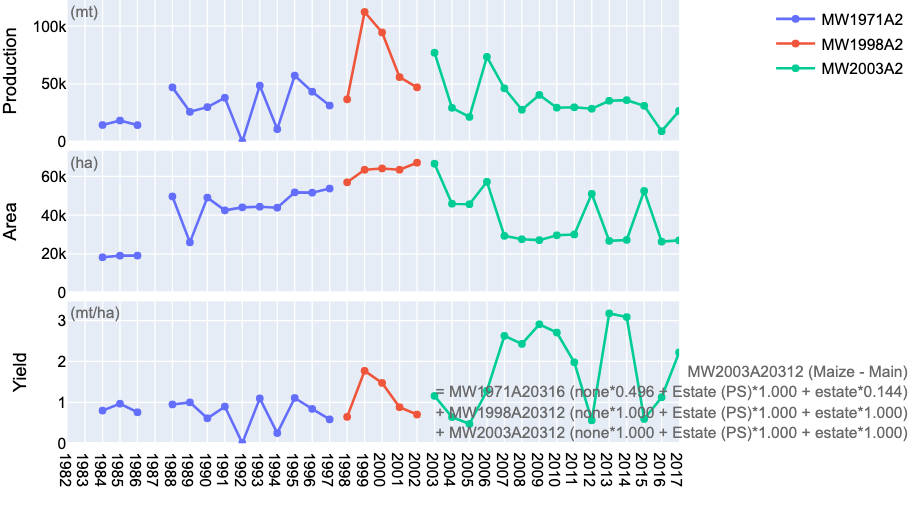 (mt)
100k
50k
0
Production
MW1971A2
MW1998A2
MW2003A2
(ha)
60k
40k
20k
0
Area
(mt/ha)
3
2
1
0
Yield
MW2003A20312 (Maize - Main)
= MW1971A20316 (none*0.496 + Estate (PS)*1.000 + estate*0.144)
+ MW1998A20312 (none*1.000 + Estate (PS)*1.000 + estate*1.000)
+ MW2003A20312 (none*1.000 + Estate (PS)*1.000 + estate*1.000)
1982
1983
1984
1985
1986
1988
1989
1990
1991
1992
1993
1994
1995
1996
1997
1998
1999
2000
2001
2002
2003
2004
2005
2006
2007
2008
2009
2010
2011
2012
2013
2014
2015
2016
2017